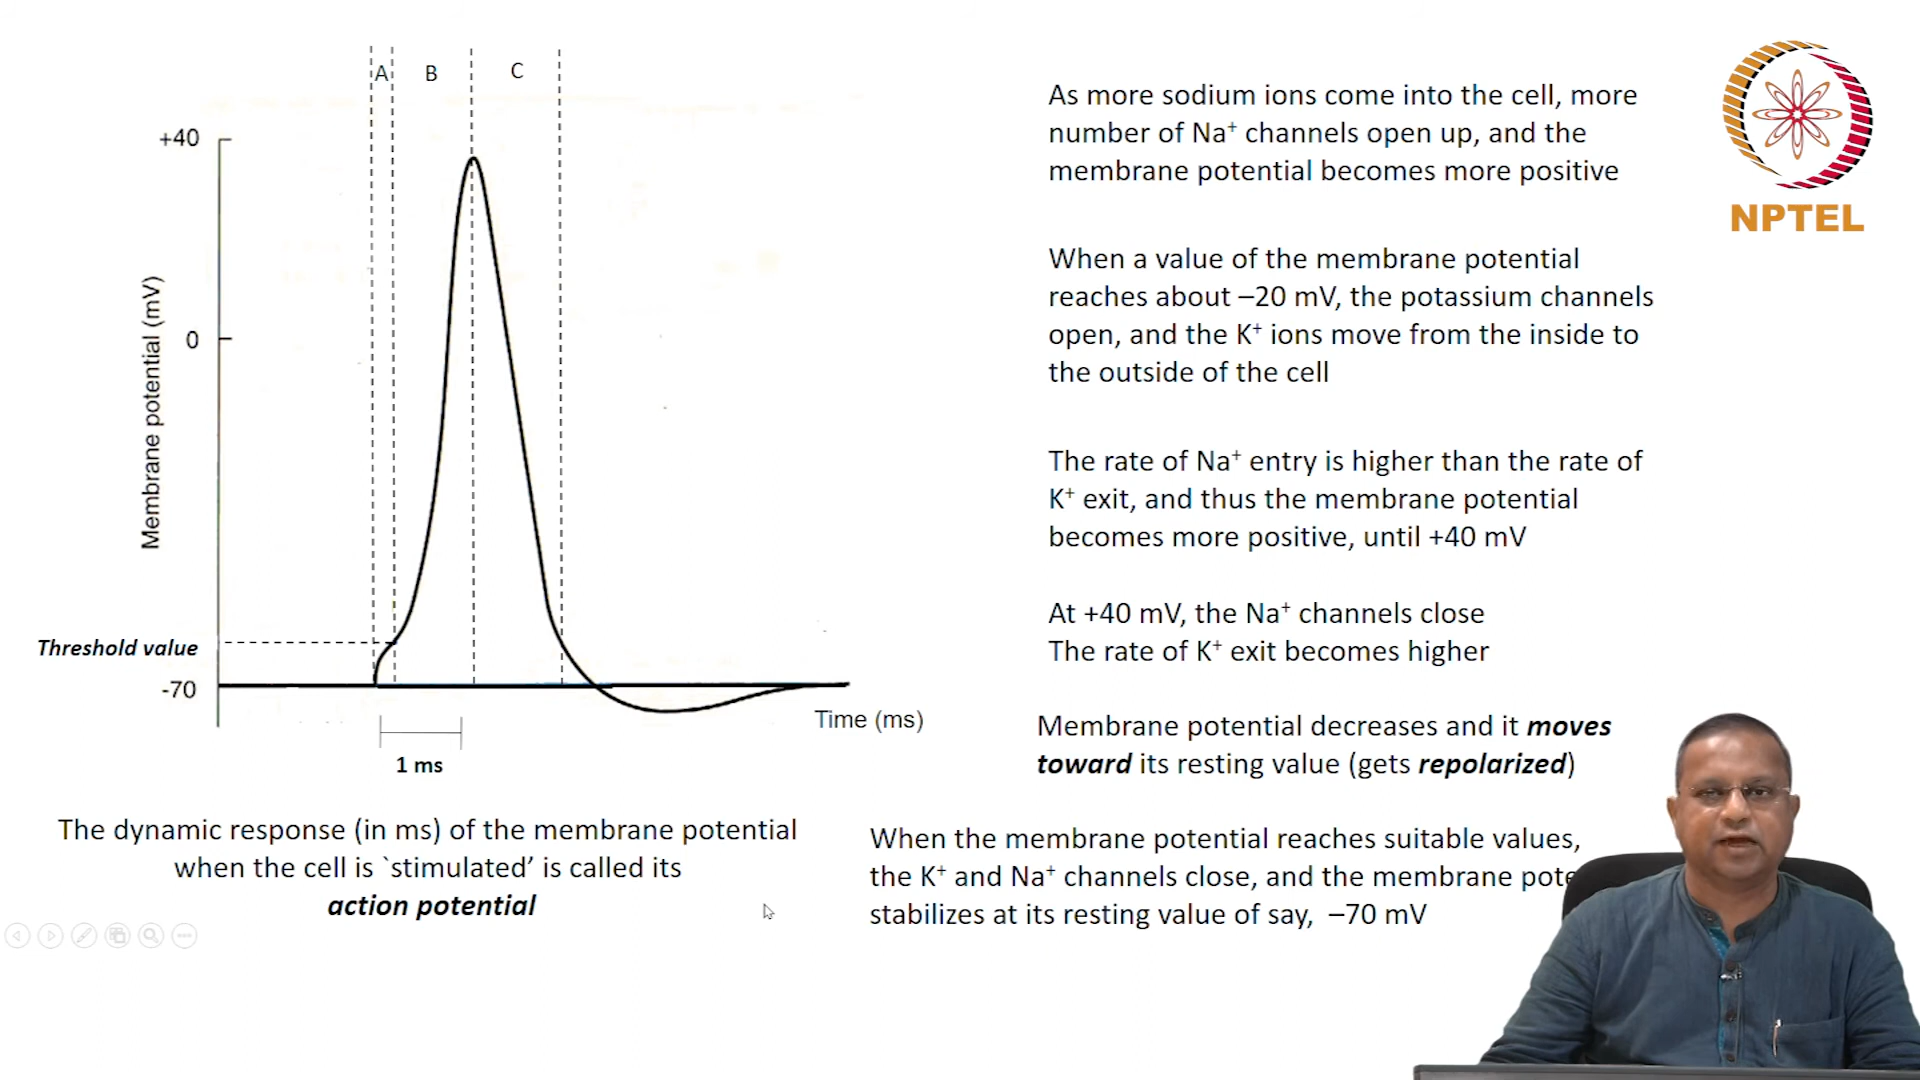 A
B
C
+40
0
-70
Membrane potential (mV)
Threshold value
Time (ms)
1 ms
The dynamic response (in ms) of the membrane potential
when the cell is `stimulated’ is called its
action potential
As more sodium ions come into the cell, more
number of Na⁺ channels open up, and the
membrane potential becomes more positive
When a value of the membrane potential
reaches about –20 mV, the potassium channels
open, and the K⁺ ions move from the inside to
the outside of the cell
The rate of Na⁺ entry is higher than the rate of
K⁺ exit, and thus the membrane potential
becomes more positive, until +40 mV
At +40 mV, the Na⁺ channels close
The rate of K⁺ exit becomes higher
Membrane potential decreases and it moves
toward its resting value (gets repolarized)
When the membrane potential reaches suitable values,
the K⁺ and Na⁺ channels close, and the membrane pote
stabilizes at its resting value of say, –70 mV
NPTEL